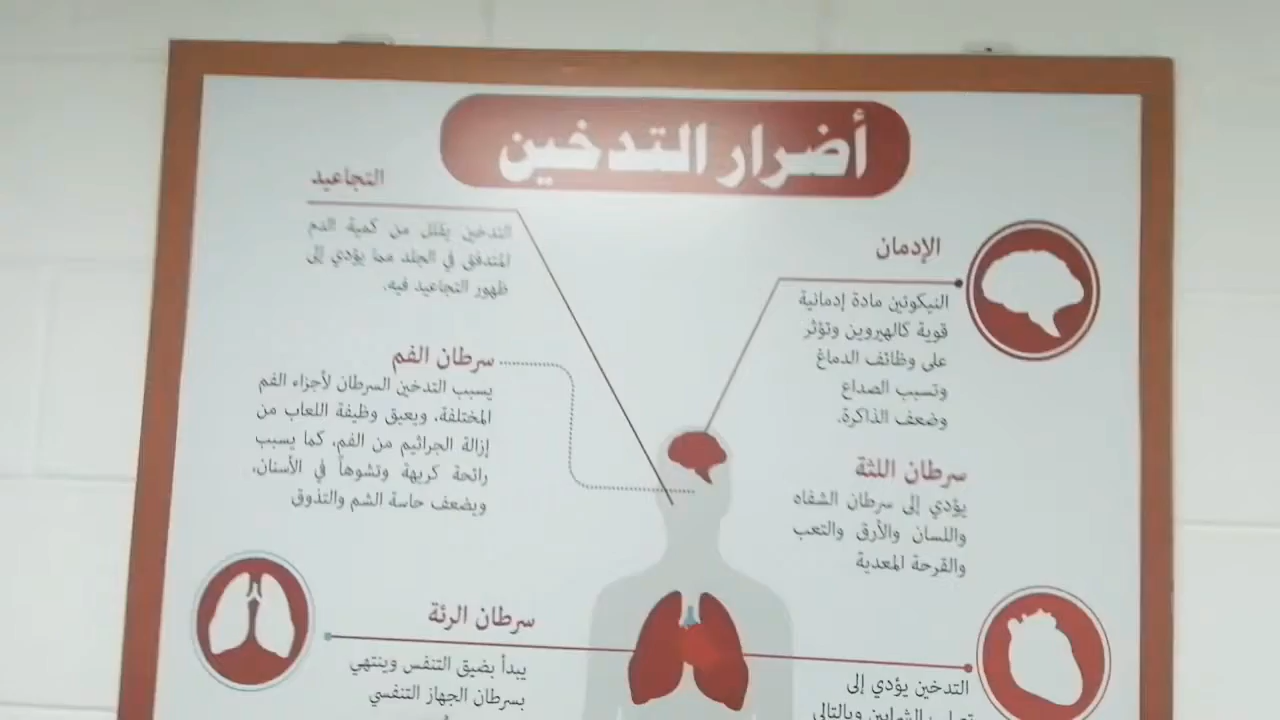 أضرار التدخين
الإدمان
النيكوتين مادة إدمانية
قوية كالهيروين وتؤثر
على وظائف الدماغ
وتسبب الصداع
وضعف الذاكرة.
سرطان اللثة
يؤدي إلى سرطان الشفاه
واللسان والأرق والتعب
والقرحة المعدية
التدخين يؤدي إلى
الشرايين وبالتالي
التجاعيد
التدخين يقلل من كمية الدم
المتدفق في الجلد مما يؤدي إلى
ظهور التجاعيد فيه.
سرطان الفم
يسبب التدخين السرطان لأجزاء الفم
المختلفة، ويعيق وظيفة اللعاب من
إزالة الجراثيم من الفم، كما يسبب
رائحة كريهة وتشوهاً في الأسنان،
ويضعف حاسة الشم والتذوق
سرطان الرئة
يبدأ بضيق التنفس وينتهي
بسرطان الجهاز التنفسي